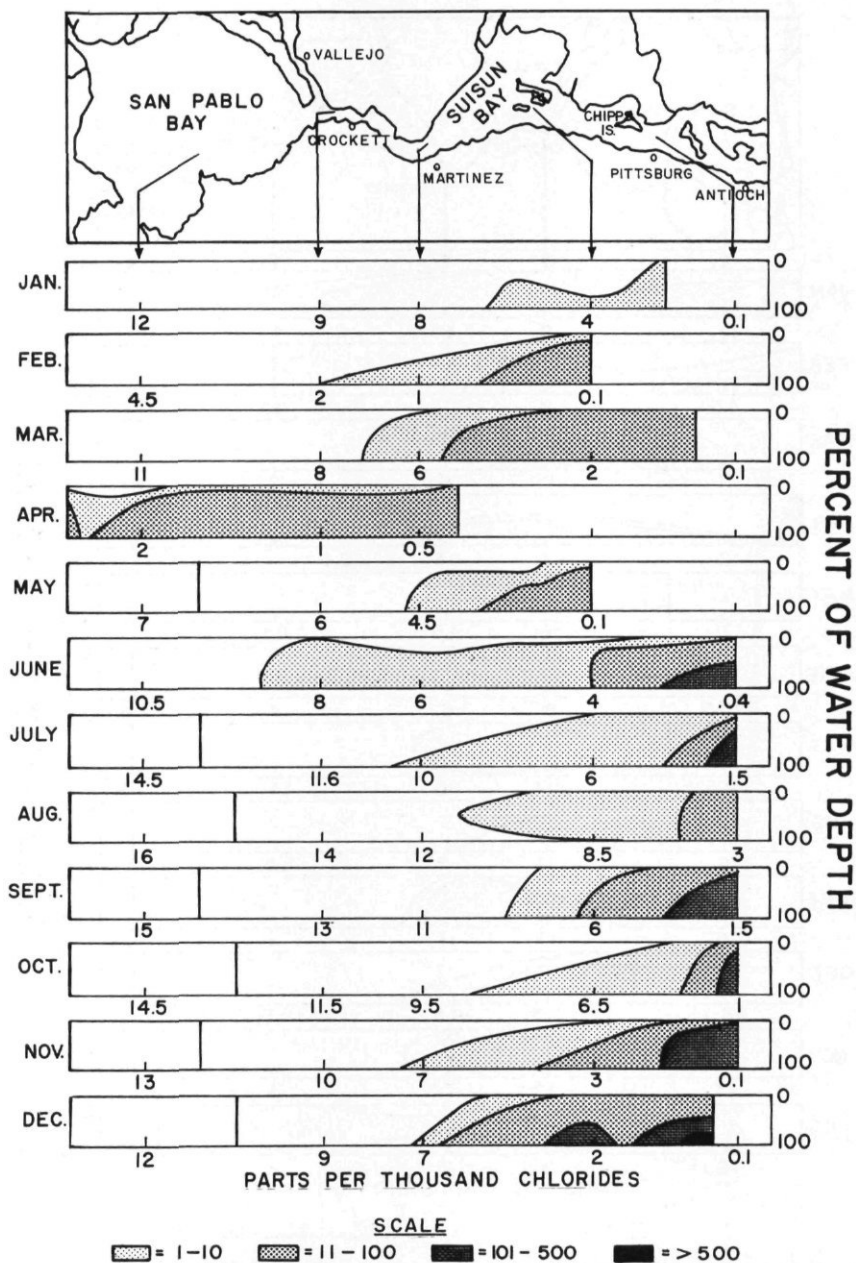 VALLEJO
SAN PABLO
BAY
SUISUN
BAY
CHIPPS
IS.
CROCKETT
MARTINEZ
PITTSBURG
ANTIOCH
JAN.
0
100
12 9 8 4 0.1
FEB.
0
100
4.5 2 1 0.1
MAR.
0
100
11 8 6 2 0.1
APR.
0
100
2 1 0.5
MAY
0
100
7 6 4.5 0.1
JUNE
0
100
10.5 8 6 4 .04
JULY
0
100
14.5 11.6 10 6 1.5
AUG.
0
100
16 14 12 8.5 3
SEPT.
0
100
15 13 11 6 1.5
OCT.
0
100
14.5 11.5 9.5 6.5 1
NOV.
0
100
13 10 7 3 0.1
DEC.
0
100
12 9 7 2 0.1
PERCENT OF WATER DEPTH
PARTS PER THOUSAND CHLORIDES
SCALE
= 1-10 = 11-100 = 101-500 = >500